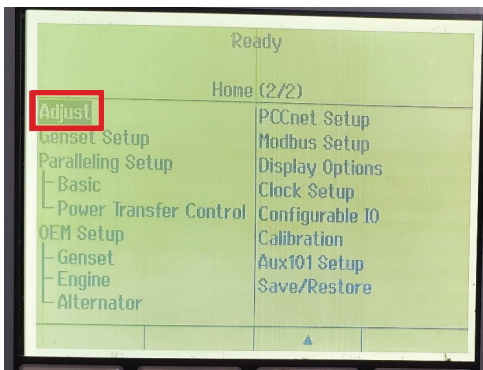 Ready
Home (2/2)
Adjust
Genset Setup
Paralleling Setup
Basic
Power Transfer Control
OEM Setup
Genset
Engine
Alternator
PCCnet Setup
Modbus Setup
Display Options
Clock Setup
Configurable IO
Calibration
Aux101 Setup
Save/Restore